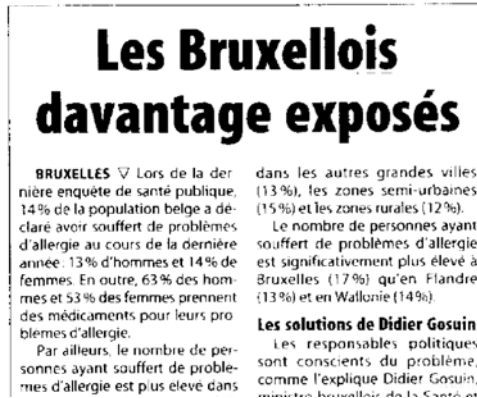 Les Bruxellois
davantage exposés
BRUXELLES ▽ Lors de la der
nière enquête de santé publique,
14% de la population belge a dé-
claré avoir souffert de problèmes
d'allergie au cours de la dernière
année: 13% d'hommes et 14% de
femmes. En outre, 63% des hom-
mes et 53% des femmes prennent
des médicaments pour leurs pro
blèmes d'allergie.
Par ailleurs, le nombre de per-
sonnes ayant souffert de problè-
mes d'allergie est plus élevé dans
dans les autres grandes villes
(13%), les zones semi-urbaines
(15%) et les zones rurales (12%).
Le nombre de personnes ayant
souffert de problèmes d'allergie
est significativement plus élevé à
Bruxelles (17%) qu'en Flandre
(13%) et en Wallonie (14%).
Les solutions de Didier Gosuin
Les responsables politiques
sont conscients du problème,
comme l'explique Didier Gosuin,
ministre bruxellois de la Santé et